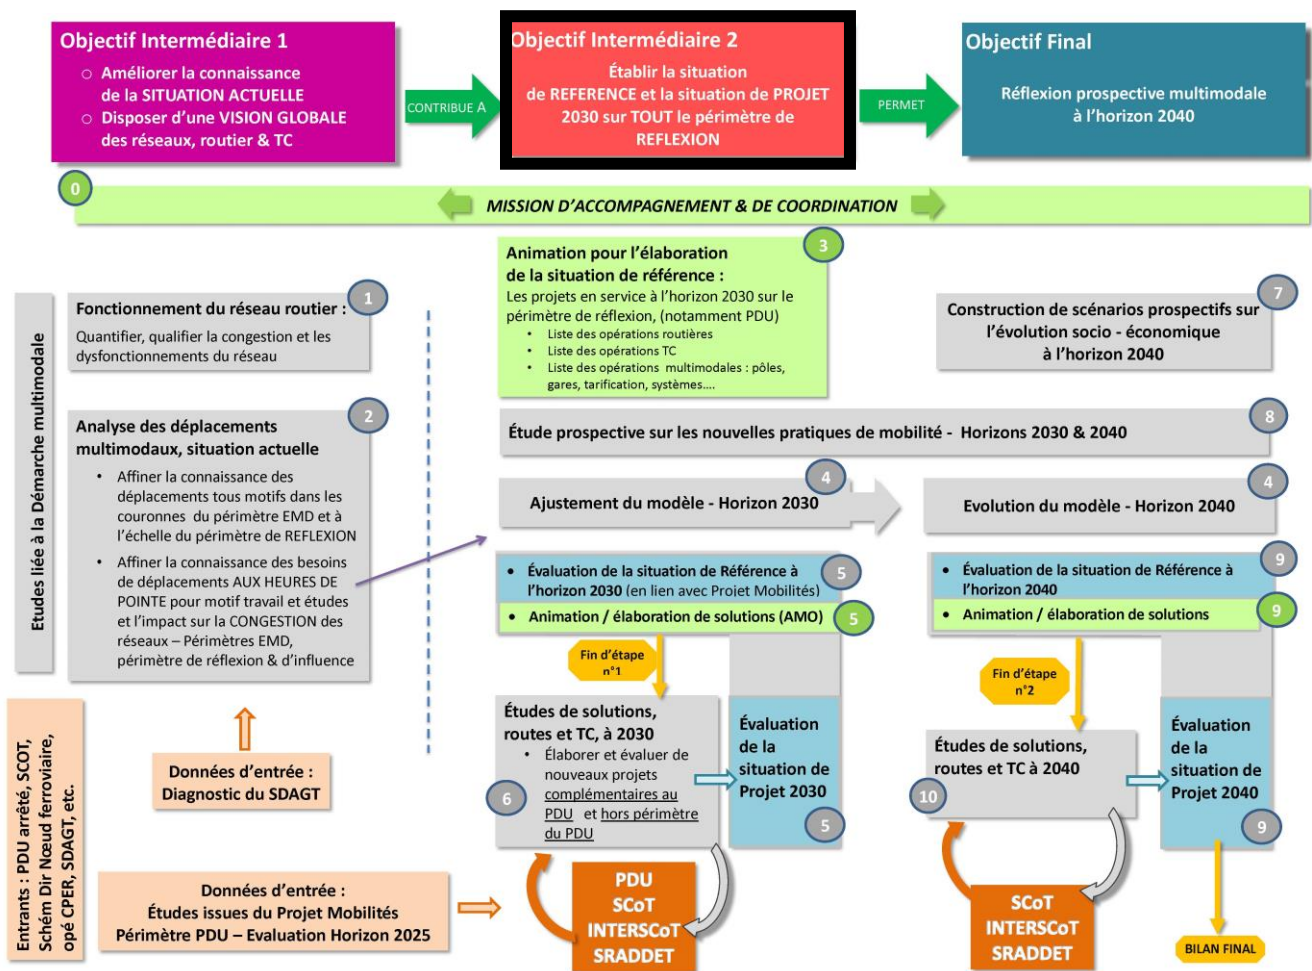 Objectif Intermédiaire 1
o Améliorer la connaissance
de la SITUATION ACTUELLE
o Disposer d'une VISION GLOBALE
des réseaux, routier & TC
CONTRIBUE A
Objectif Intermédiaire 2
Établir la situation
de REFERENCE et la situation de PROJET
2030 sur TOUT le périmètre de
REFLEXION
PERMET
Objectif Final
Réflexion prospective multimodale
à l'horizon 2040
0
MISSION D'ACCOMPAGNEMENT & DE COORDINATION
Etudes liée à la Démarche multimodale
1
Fonctionnement du réseau routier :
Quantifier, qualifier la congestion et les
dysfonctionnements du réseau
2
Analyse des déplacements
multimodaux, situation actuelle
• Affiner la connaissance des
déplacements tous motifs dans les
couronnes du périmètre EMD et à
l'échelle du périmètre de REFLEXION
• Affiner la connaissance des besoins
de déplacements AUX HEURES DE
POINTE pour motif travail et études
et l'impact sur la CONGESTION des
réseaux – Périmètres EMD,
périmètre de réflexion & d'influence
3
Animation pour l'élaboration
de la situation de référence :
Les projets en service à l'horizon 2030 sur le
périmètre de réflexion, (notamment PDU)
• Liste des opérations routières
• Liste des opérations TC
• Liste des opérations multimodales : pôles,
gares, tarification, systèmes....
7
Construction de scénarios prospectifs sur
l'évolution socio - économique
à l'horizon 2040
8
Étude prospective sur les nouvelles pratiques de mobilité - Horizons 2030 & 2040
4
Ajustement du modèle - Horizon 2030
4
Evolution du modèle - Horizon 2040
• Évaluation de la situation de Référence à
l'horizon 2030 (en lien avec Projet Mobilités)
5
• Animation / élaboration de solutions (AMO)
5
• Évaluation de la situation de Référence à
l'horizon 2040
9
• Animation / élaboration de solutions
9
Fin d'étape
n°1
Fin d'étape
n°2
Études de solutions,
routes et TC, à 2030
• Élaborer et évaluer de
nouveaux projets
complémentaires au
PDU et hors périmètre
du PDU
6
Évaluation
de la
situation de
Projet 2030
5
Études de solutions,
routes et TC à 2040
10
Évaluation
de la
situation de
Projet 2040
9
Entrants : PDU arrêté, SCOT,
Schém Dir Nœud ferroviaire,
opé CPER, SDAGT, etc.
Données d'entrée :
Diagnostic du SDAGT
Données d'entrée :
Études issues du Projet Mobilités
Périmètre PDU – Evaluation Horizon 2025
PDU
SCoT
INTERSCoT
SRADDET
SCoT
INTERSCoT
SRADDET
BILAN FINAL